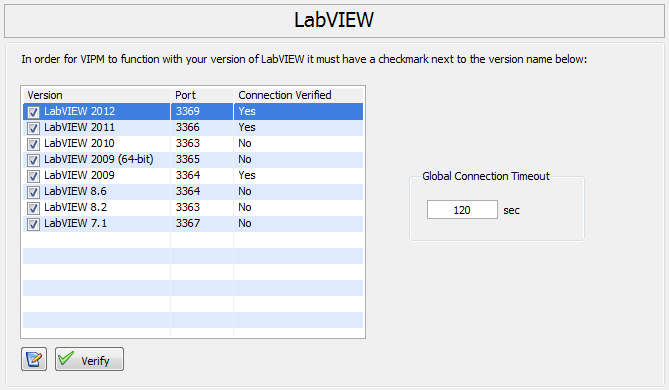 LabVIEW
In order for VIPM to function with your version of LabVIEW it must have a checkmark next to the version name below:
Version Port Connection Verified
LabVIEW 2012 3369 Yes
LabVIEW 2011 3366 Yes
LabVIEW 2010 3363 No
LabVIEW 2009 (64-bit) 3365 No
LabVIEW 2009 3364 Yes
LabVIEW 8.6 3364 No
LabVIEW 8.2 3363 No
LabVIEW 7.1 3367 No
Global Connection Timeout
120 sec
Verify